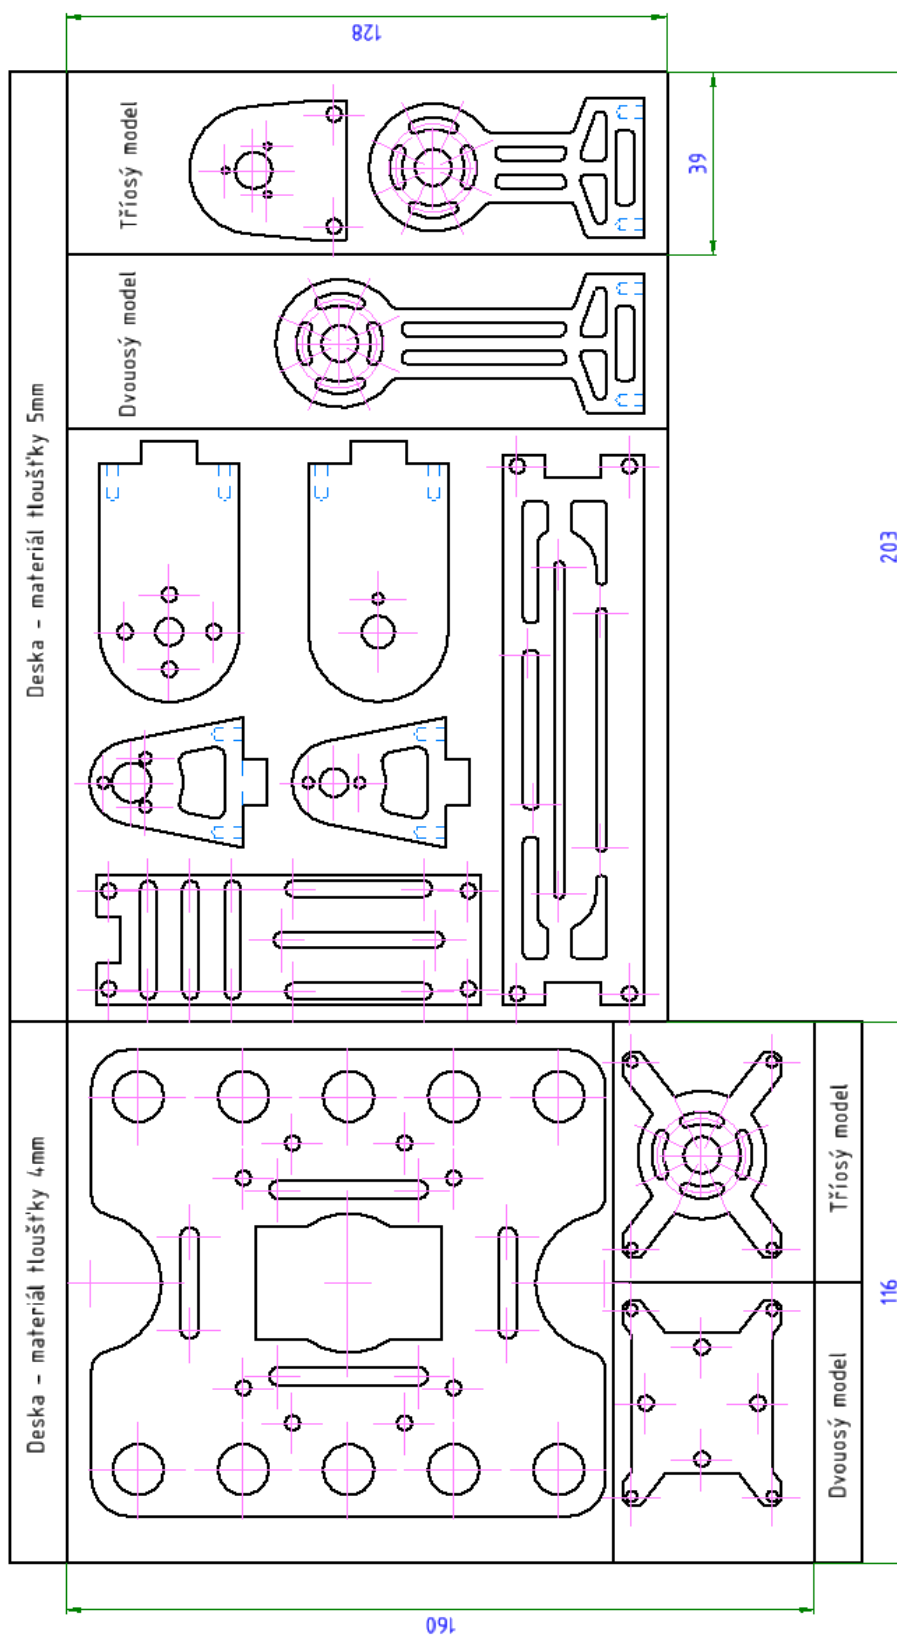 Deska – materiál tloušťky 5mm
Tříosý model
Dvouosý model
128
39
203
Deska – materiál tloušťky 4mm
Tříosý model
Dvouosý model
116
160